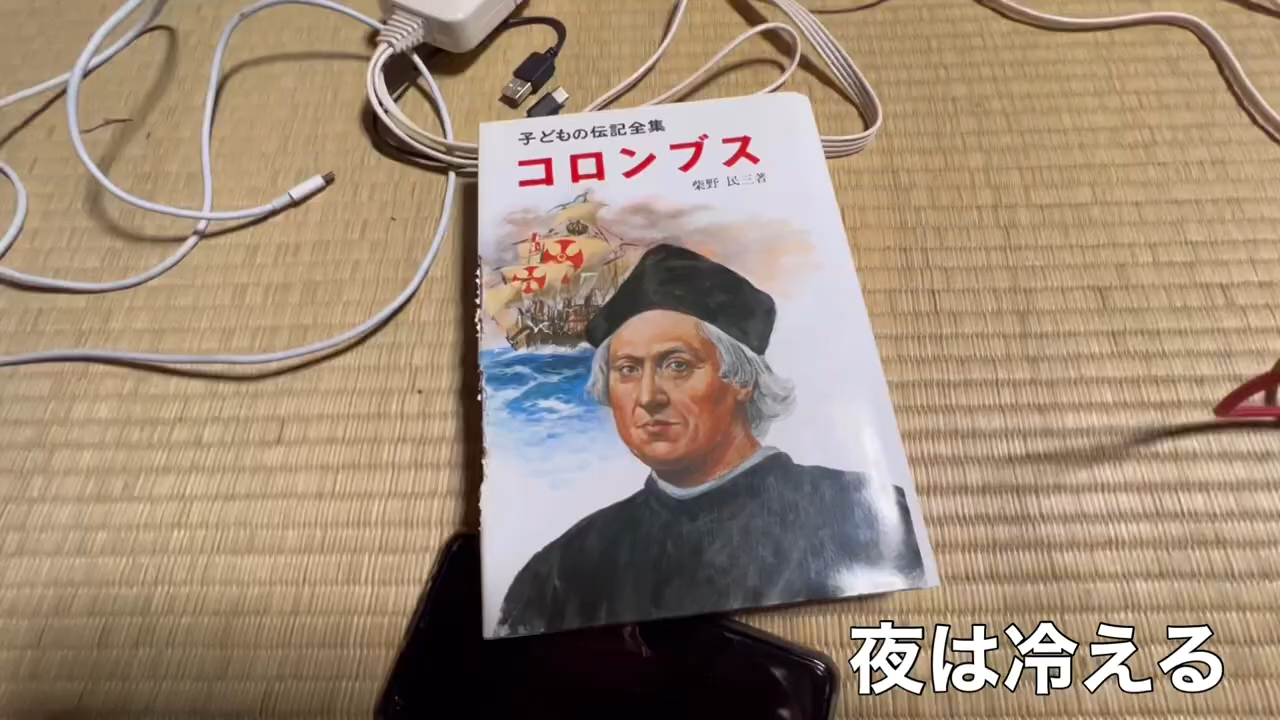 子どもの伝記全集
コロンブス
柴野 民三著
夜は冷える